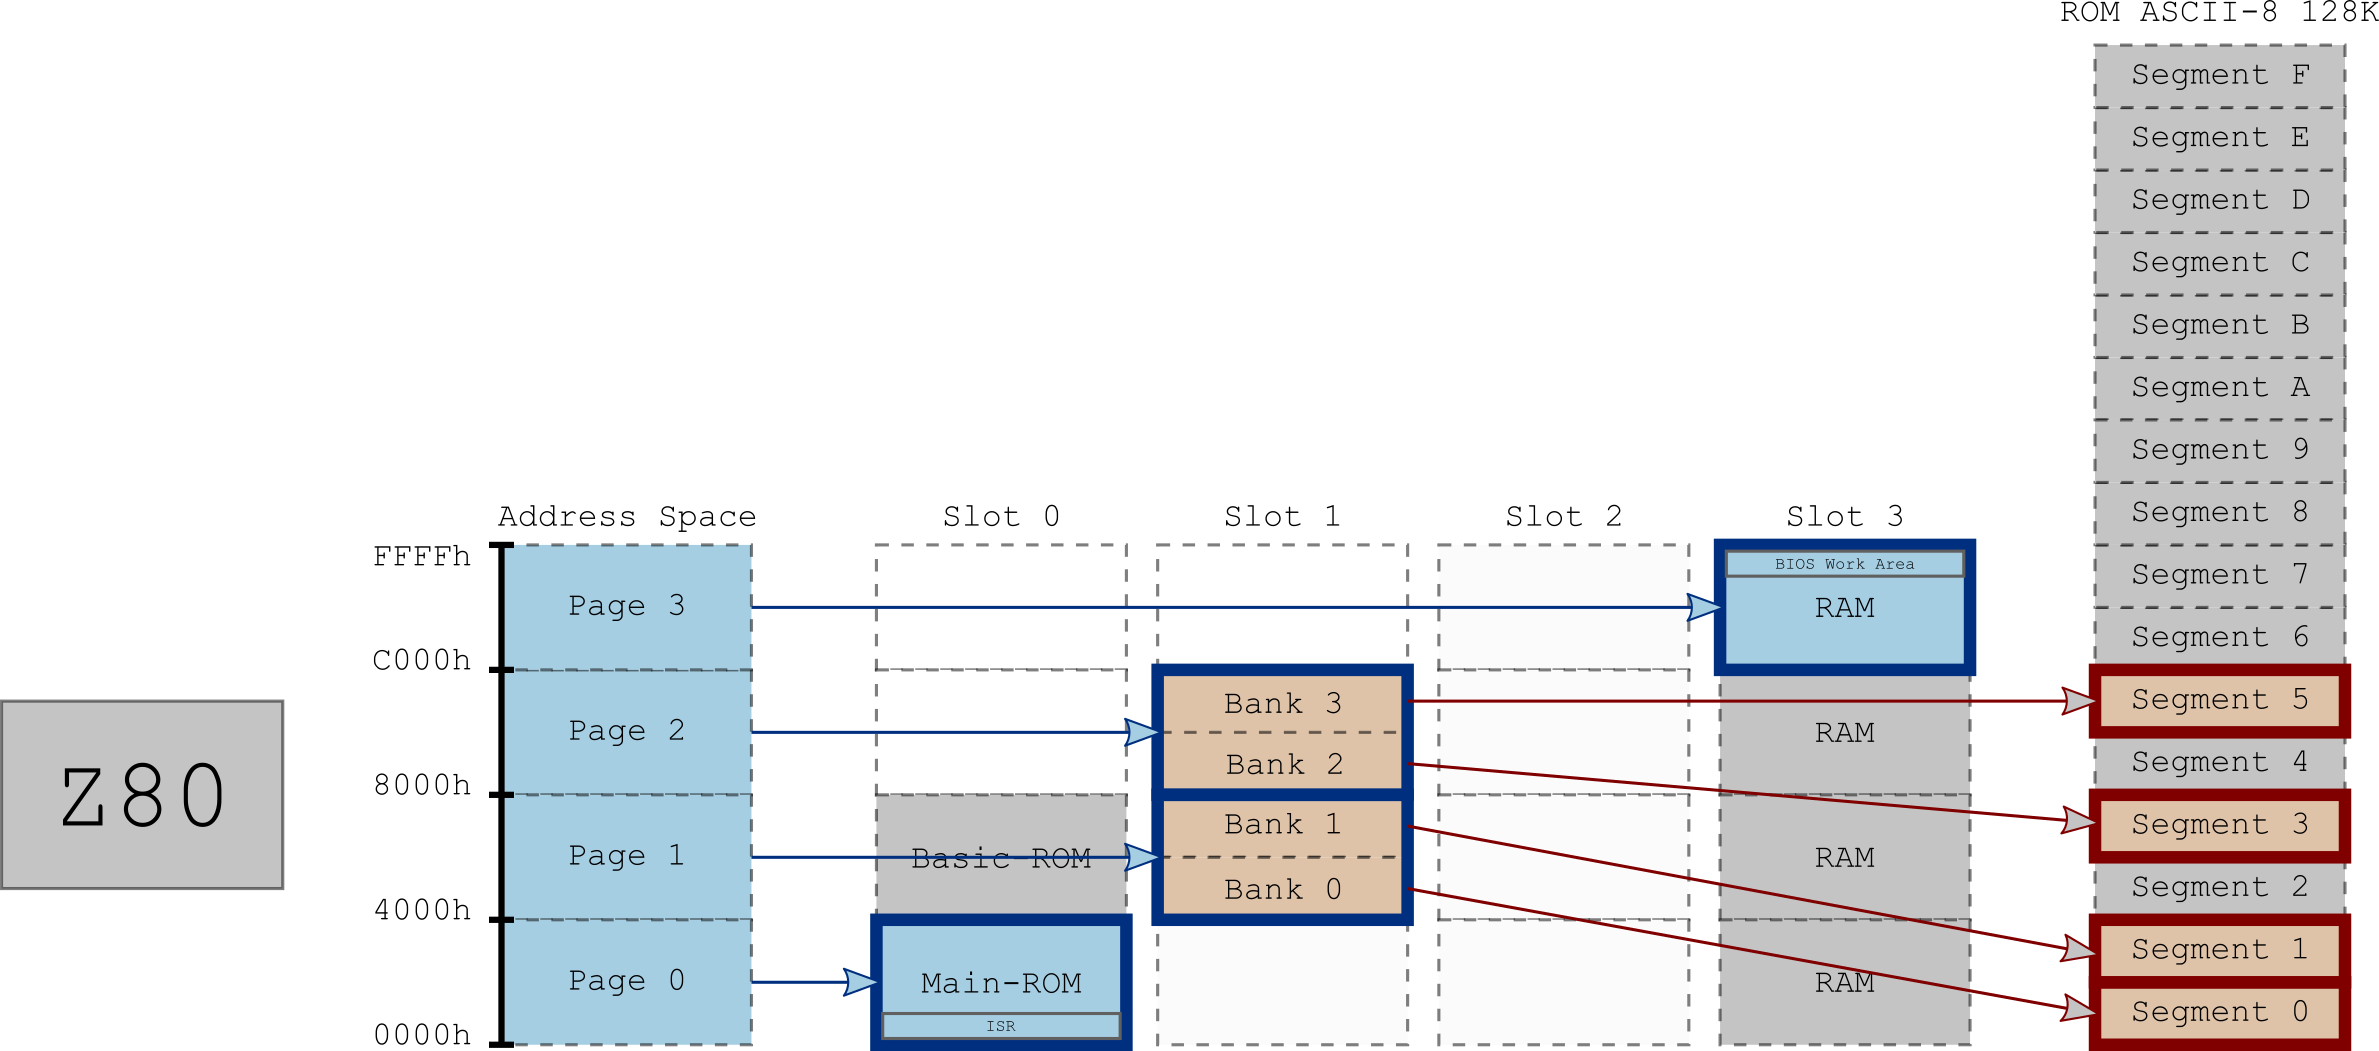 ROM ASCII-8 128K
Segment F
Segment E
Segment D
Segment C
Segment B
Segment A
Segment 9
Segment 8
Segment 7
Segment 6
Segment 5
Segment 4
Segment 3
Segment 2
Segment 1
Segment 0
Address Space
Slot 0
Slot 1
Slot 2
Slot 3
FFFFh
C000h
8000h
4000h
0000h
Z80
Page 3
Page 2
Page 1
Page 0
Basic-ROM
Main-ROM
ISR
Bank 3
Bank 2
Bank 1
Bank 0
BIOS Work Area
RAM
RAM
RAM
RAM